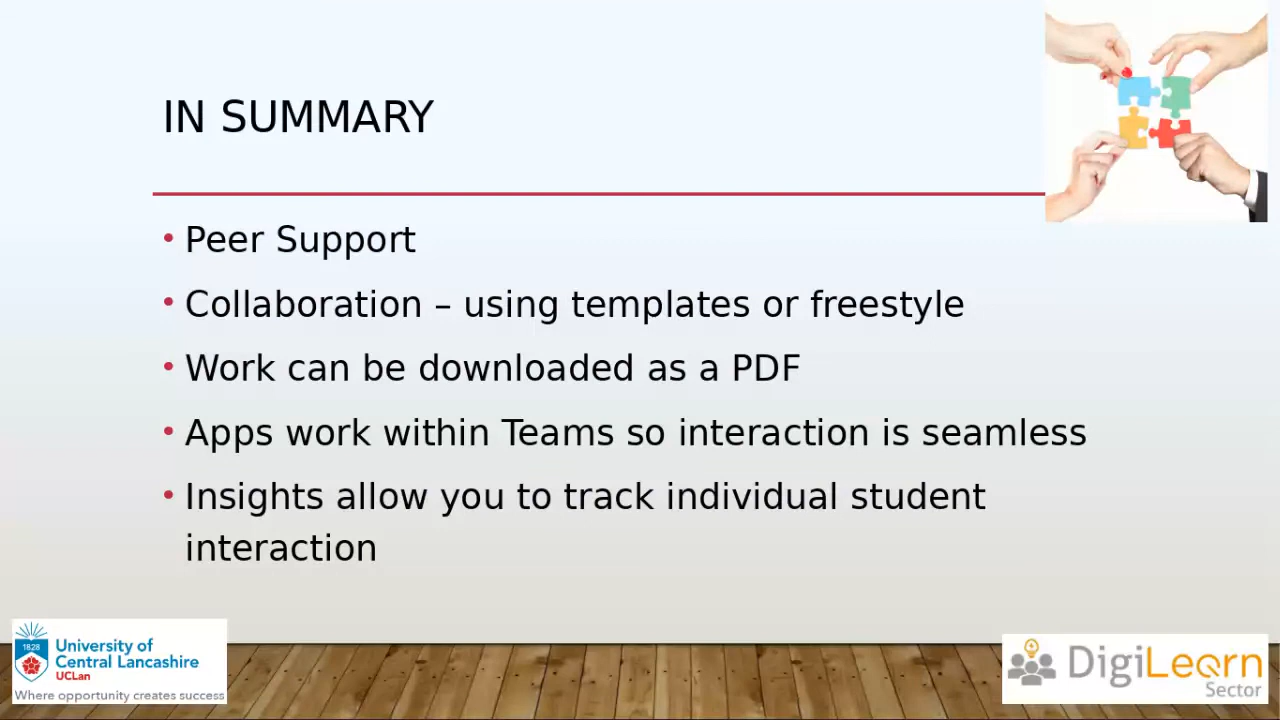 IN SUMMARY
• Peer Support
• Collaboration – using templates or freestyle
• Work can be downloaded as a PDF
• Apps work within Teams so interaction is seamless
• Insights allow you to track individual student
interaction
1828
University of
Central Lancashire
UCLan
Where opportunity creates success
DigiLearn
Sector